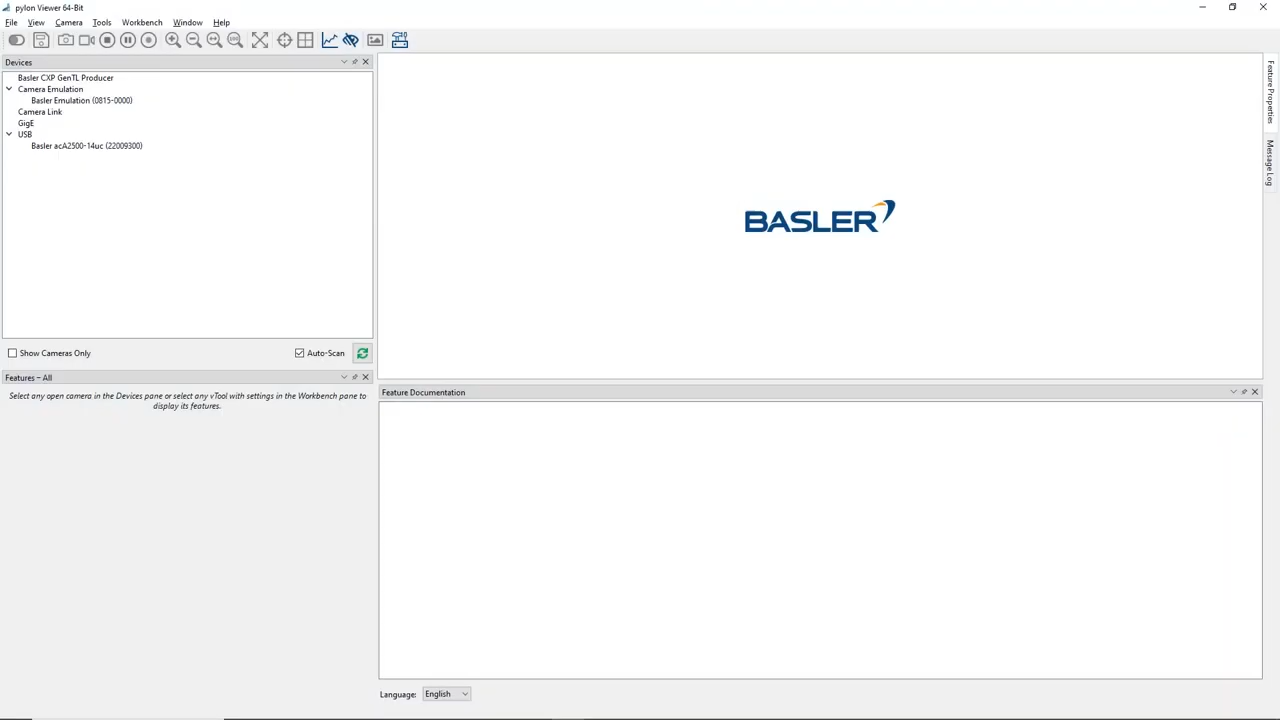 pylon Viewer 64-Bit
File View Camera Tools Workbench Window Help
Devices
Basler CXP GenTL Producer
Camera Emulation
Basler Emulation (0815-0000)
Camera Link
GigE
USB
Basler acA2500-14uc (22009300)
Show Cameras Only
Auto-Scan
Features - All
Select any open camera in the Devices pane or select any vTool with settings in the Workbench pane to
display its features.
BASLER
Feature Documentation
Language: English
Feature Properties
Message Log